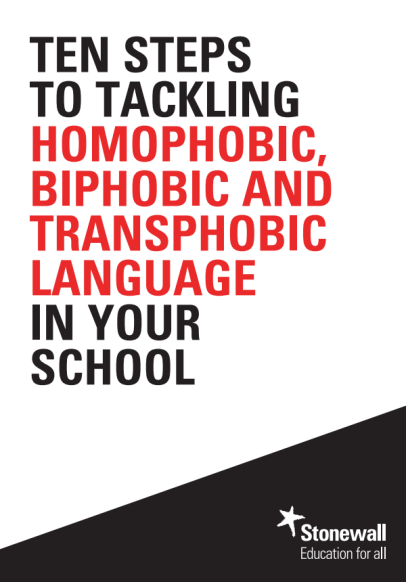 TEN STEPS
TO TACKLING
HOMOPHOBIC,
BIPHOBIC AND
TRANSPHOBIC
LANGUAGE
IN YOUR
SCHOOL
Stonewall
Education for all